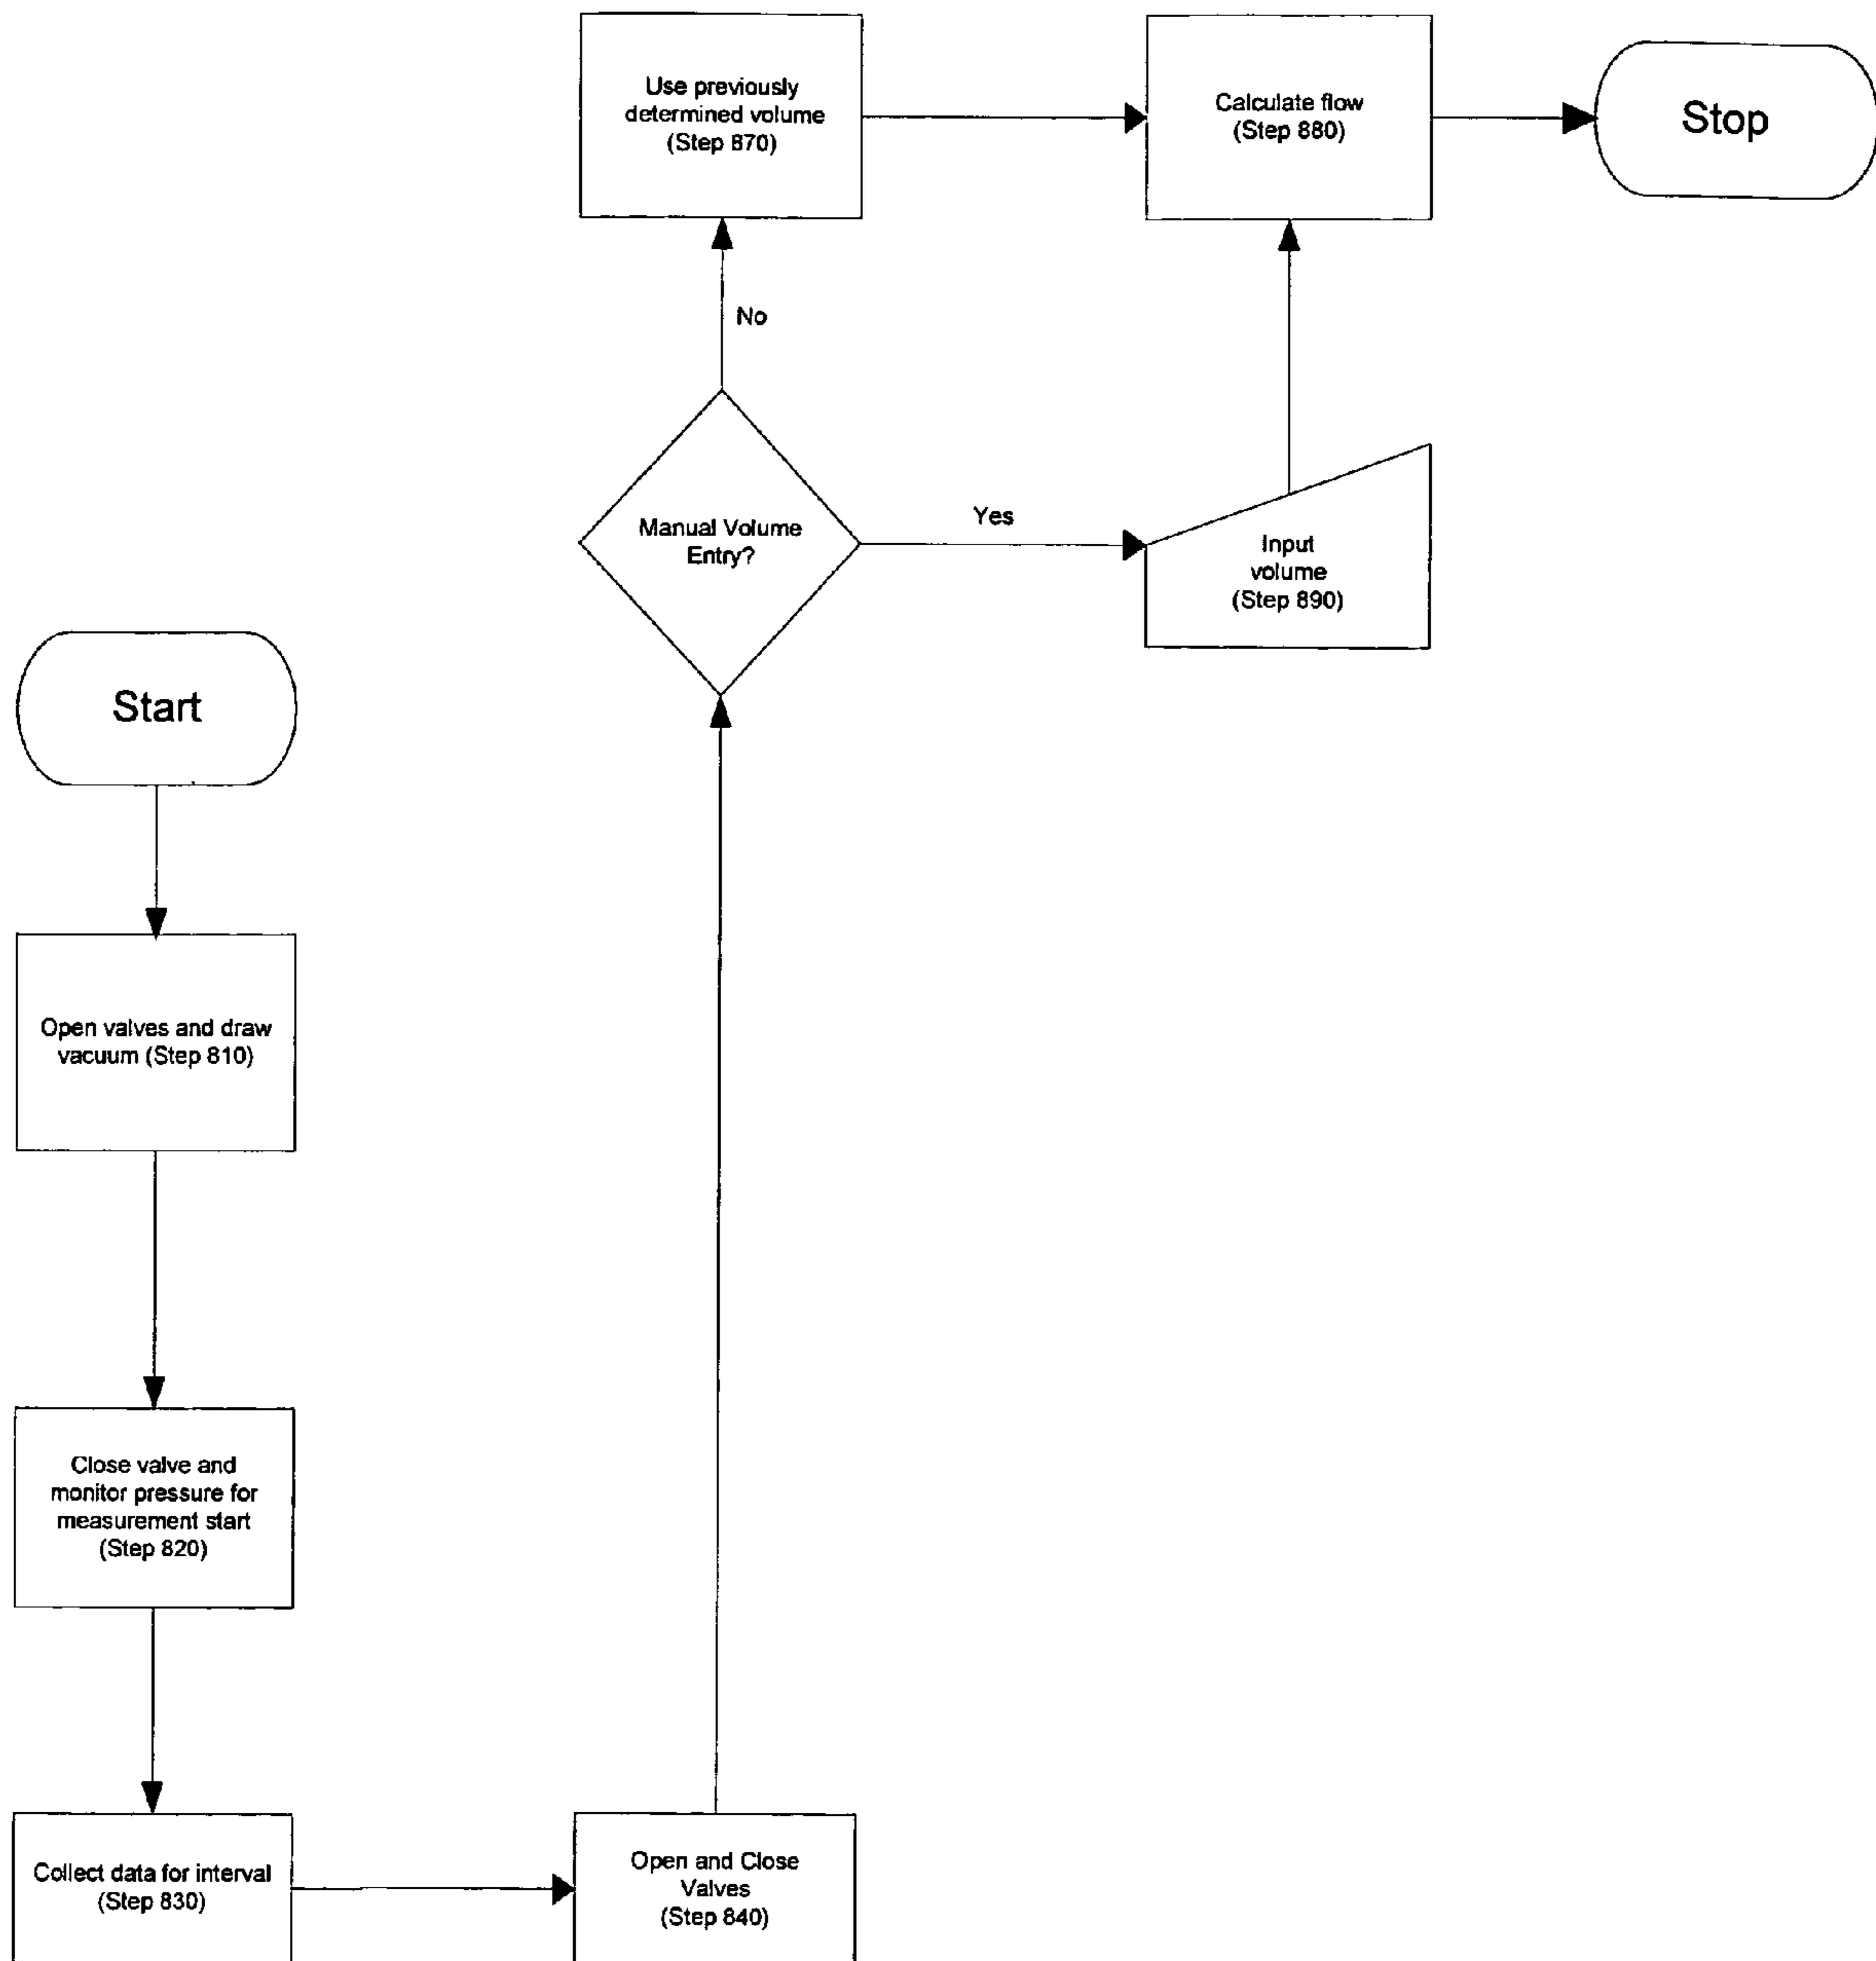 Start
Open valves and draw
vacuum (Step 810)
Close valve and
monitor pressure for
measurement start
(Step 820)
Collect data for interval
(Step 830)
Open and Close
Valves
(Step 840)
Manual Volume
Entry?
No
Yes
Use previously
determined volume
(Step 870)
Input
volume
(Step 890)
Calculate flow
(Step 880)
Stop